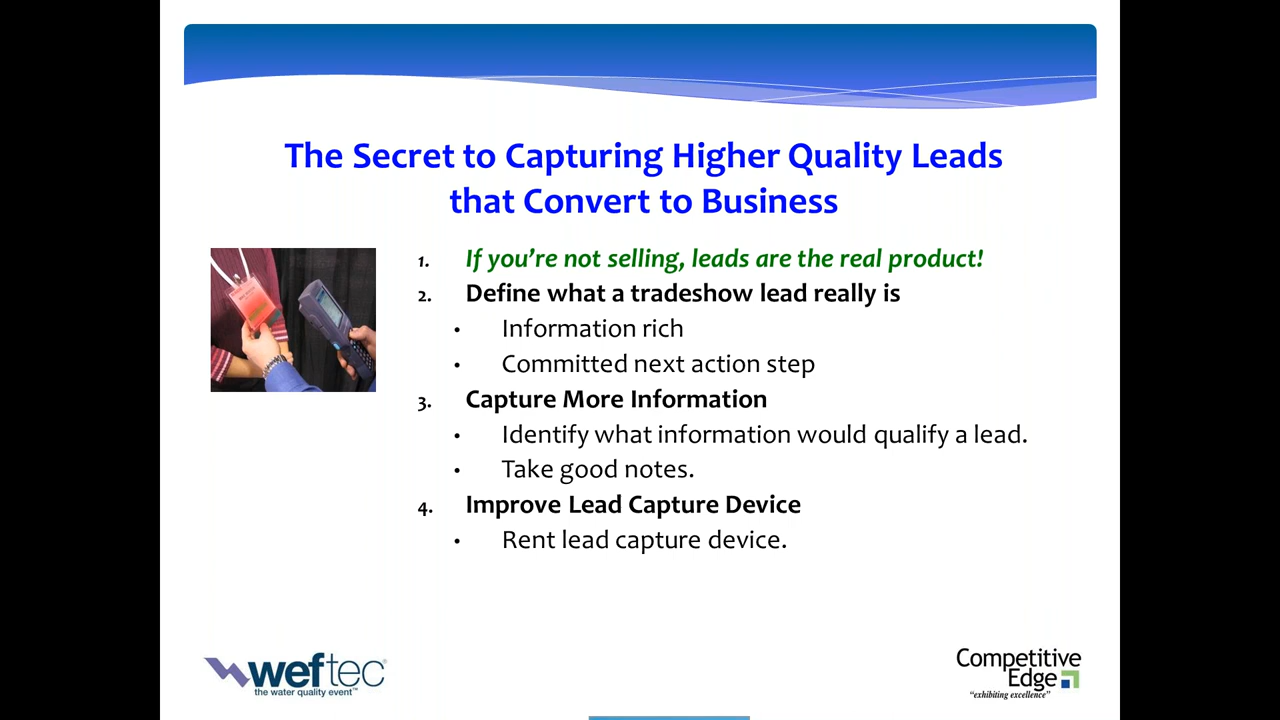 The Secret to Capturing Higher Quality Leads
that Convert to Business
1. If you’re not selling, leads are the real product!
2. Define what a tradeshow lead really is
• Information rich
• Committed next action step
3. Capture More Information
• Identify what information would qualify a lead.
• Take good notes.
4. Improve Lead Capture Device
• Rent lead capture device.
weftec®
the water quality event™
Competitive
Edge
“exhibiting excellence”